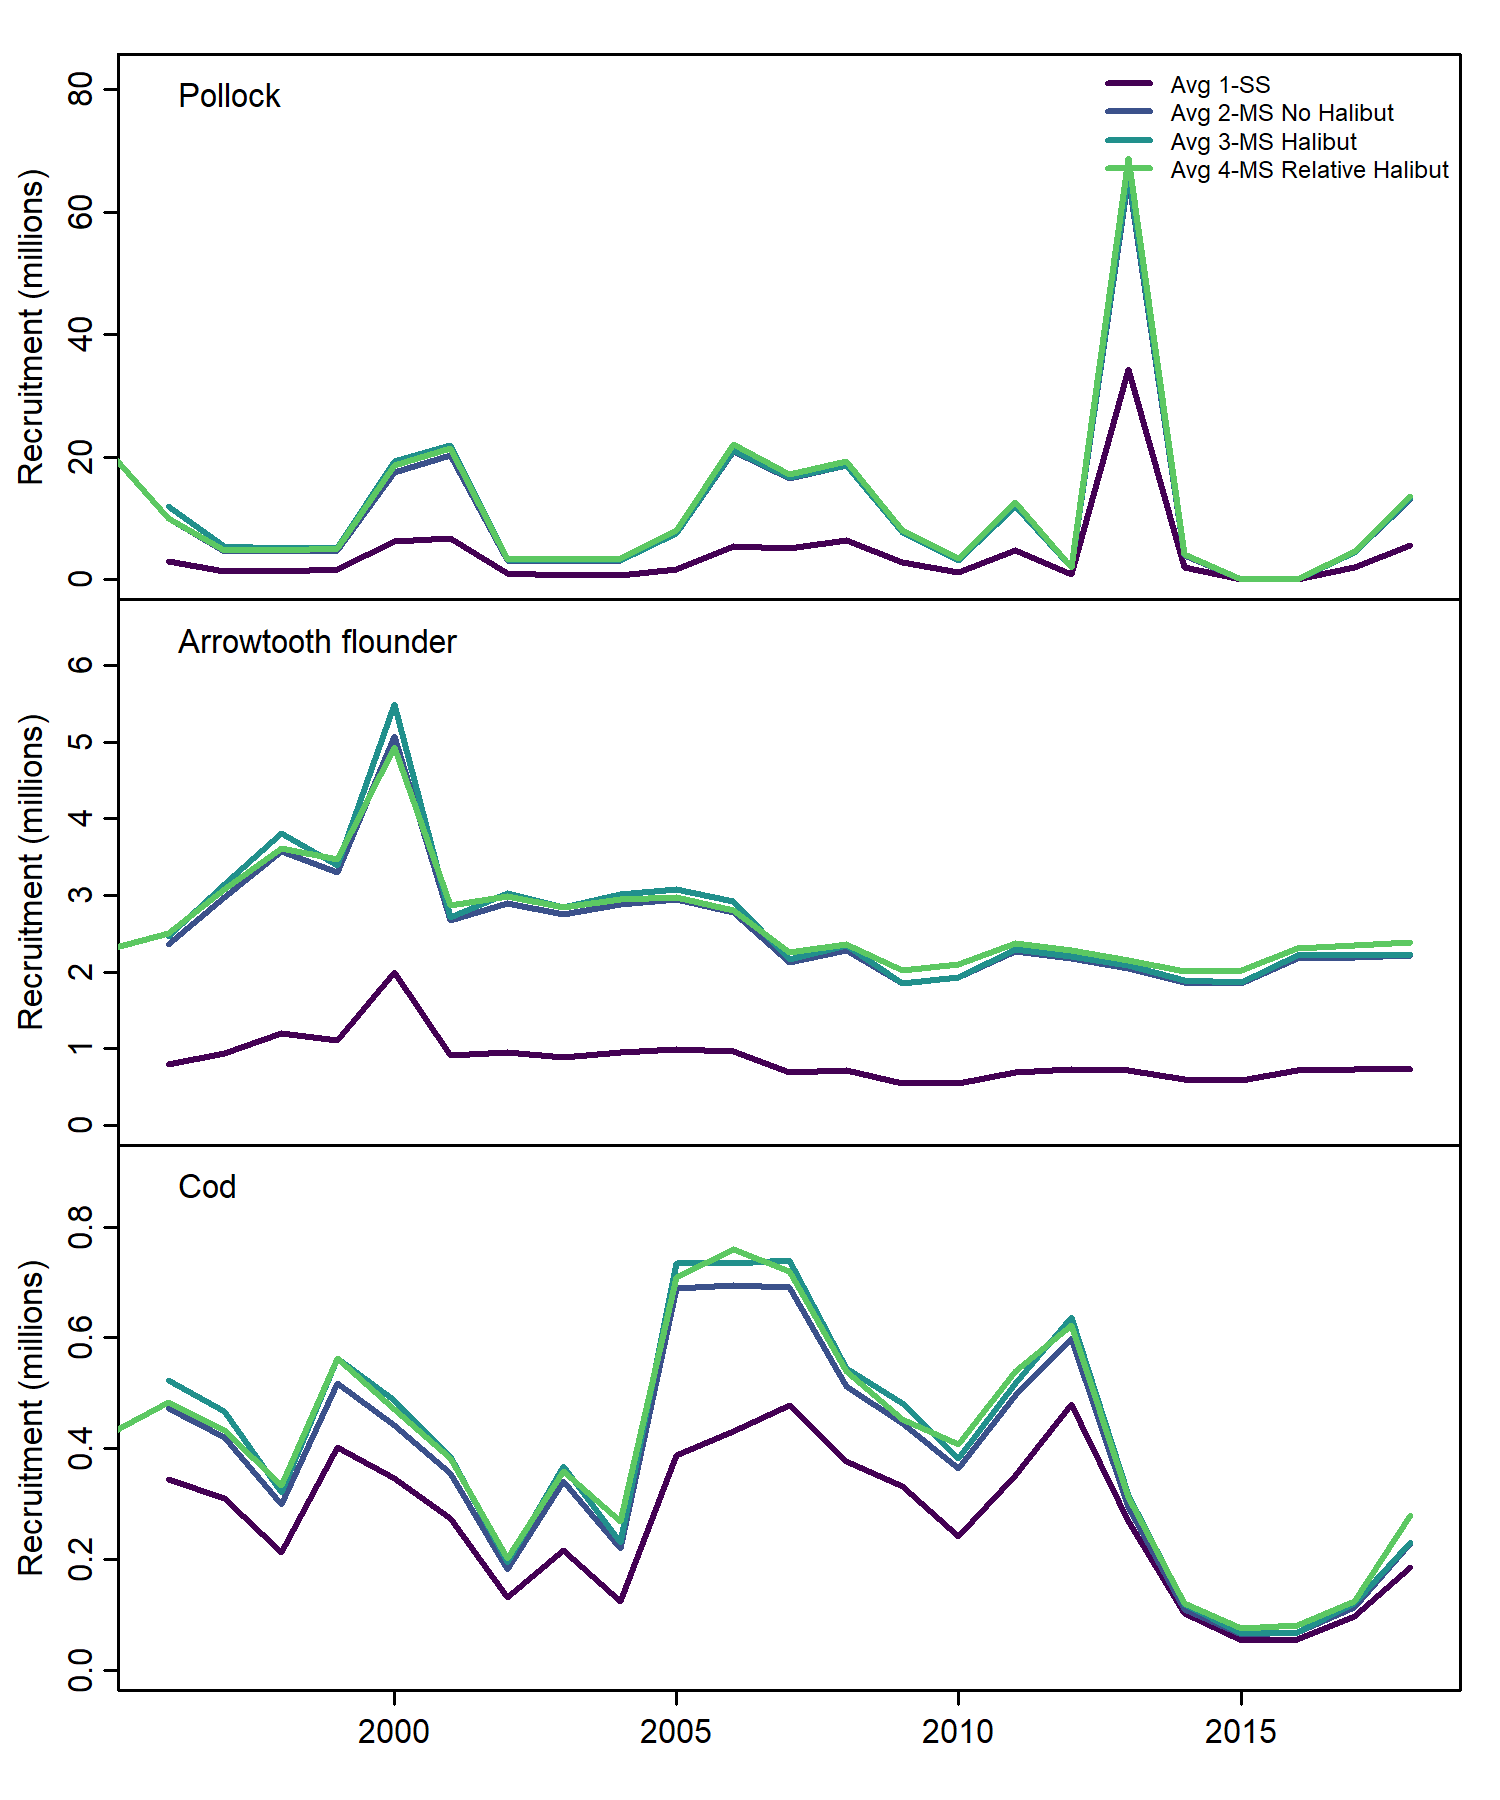 Pollock
Avg 1-SS
Avg 2-MS No Halibut
Avg 3-MS Halibut
Avg 4-MS Relative Halibut
Recruitment (millions)
80
60
40
20
0
Arrowtooth flounder
Recruitment (millions)
6
5
4
3
2
1
0
Cod
Recruitment (millions)
0.8
0.6
0.4
0.2
0.0
2000 2005 2010 2015